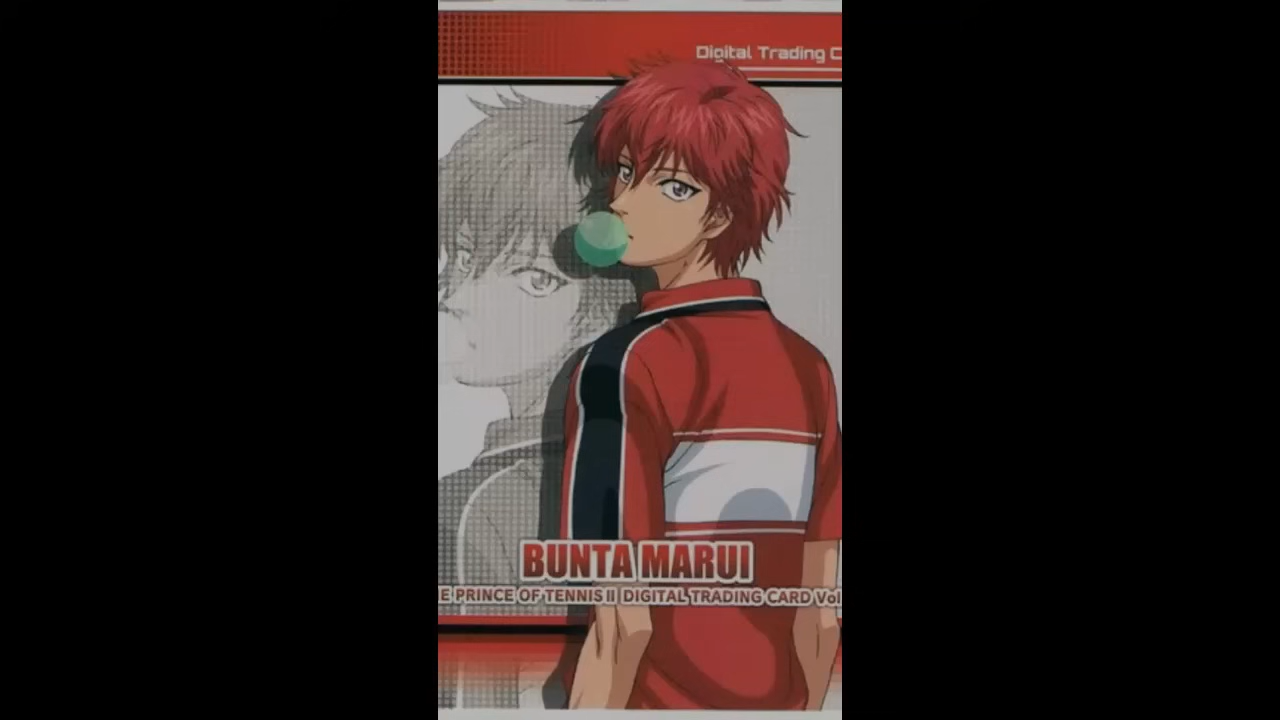 Digital Trading C
BUNTA MARUI
E PRINCE OF TENNIS II DIGITAL TRADING CARD Vol